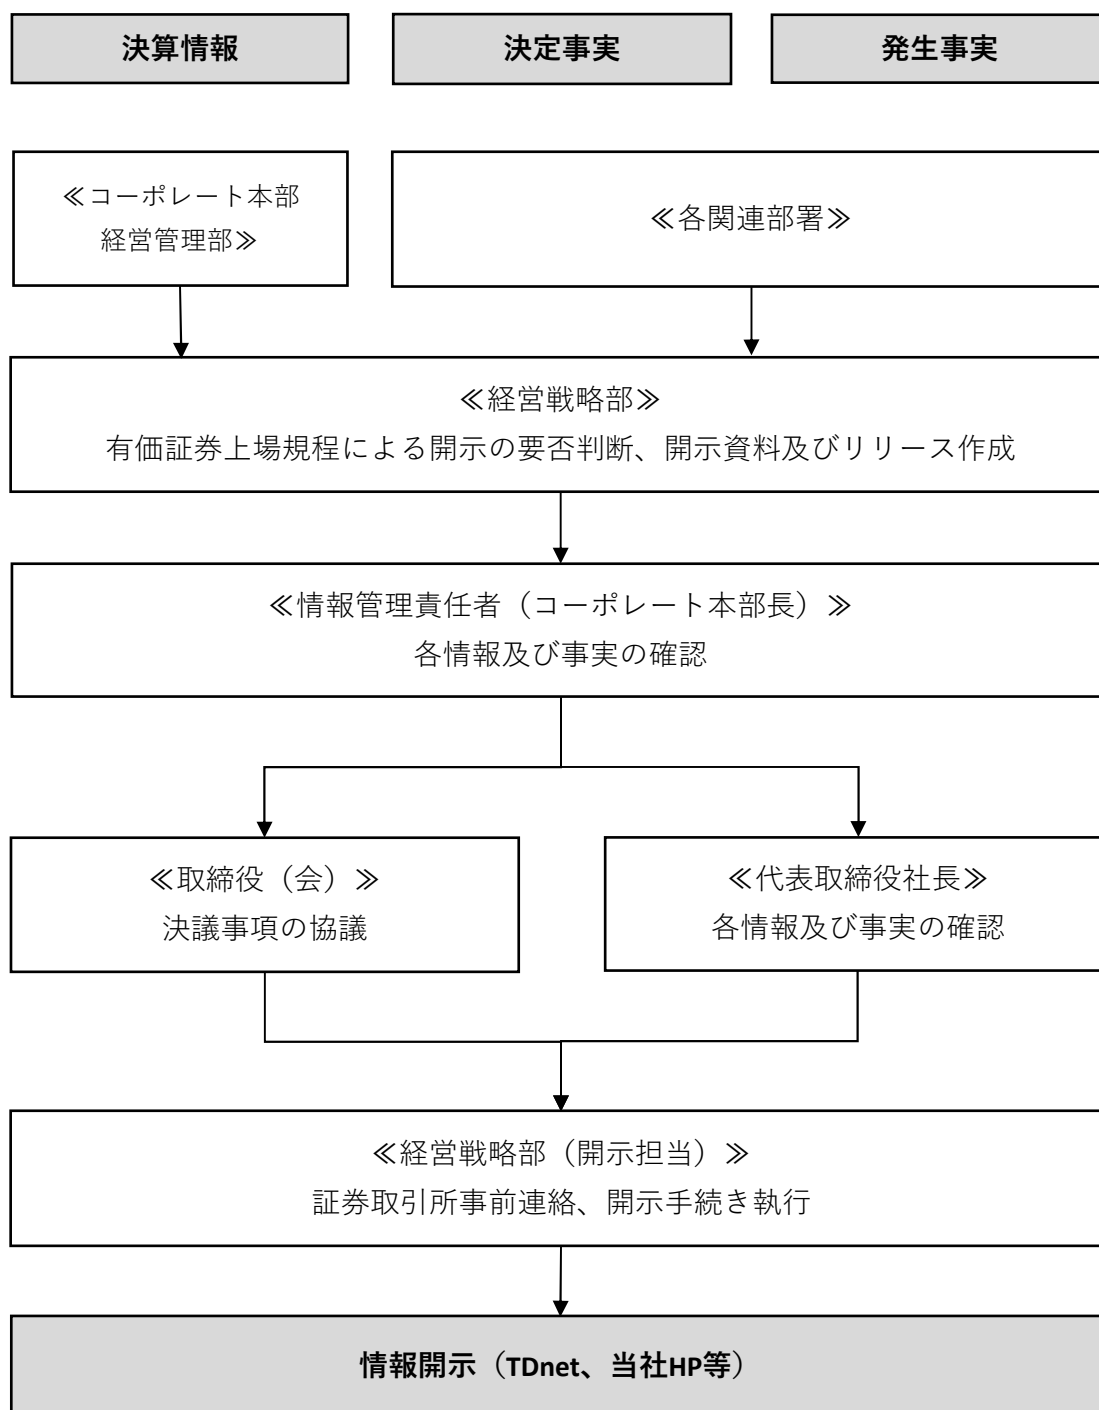 決算情報
決定事実
発生事実
≪コーポレート本部
経営管理部≫
≪各関連部署≫
≪経営戦略部≫
有価証券上場規程による開示の要否判断、開示資料及びリリース作成
≪情報管理責任者（コーポレート本部長）≫
各情報及び事実の確認
≪取締役（会）≫
決議事項の協議
≪代表取締役社長≫
各情報及び事実の確認
≪経営戦略部（開示担当）≫
証券取引所事前連絡、開示手続き執行
情報開示（TDnet、当社HP等）